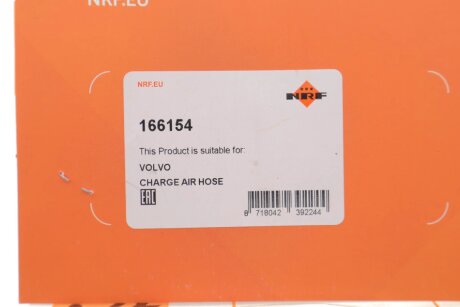 NRF.EU
NRF.EU
NRF
166154
This Product is suitable for:
VOLVO
CHARGE AIR HOSE
EAC
8 718042 392244